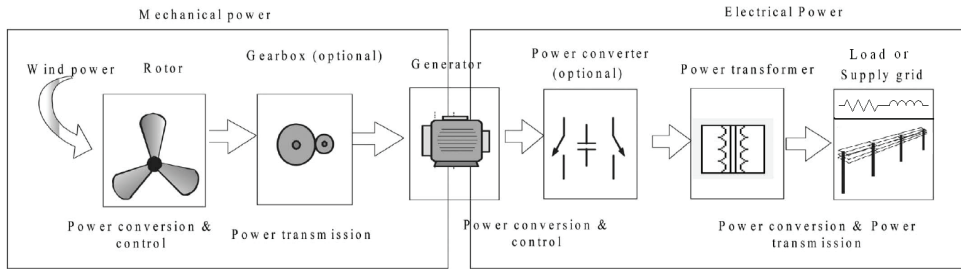 Mechanical power
Electrical Power
Wind power
Rotor
Gearbox (optional)
Generator
Power converter
(optional)
Power transformer
Load or
Supply grid
Power conversion &
control
Power transmission
Power conversion
& control
Power conversion & Power
transmission